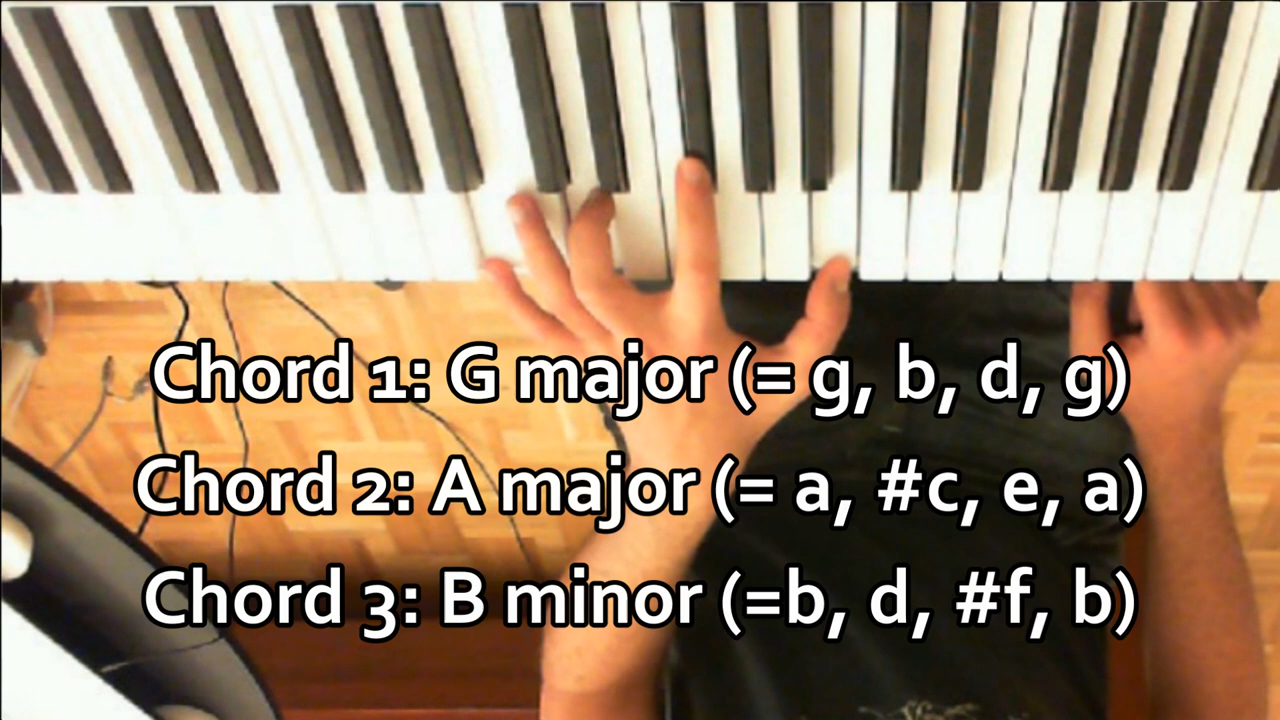 Chord 1: G major (= g, b, d, g)
Chord 2: A major (= a, #c, e, a)
Chord 3: B minor (=b, d, #f, b)